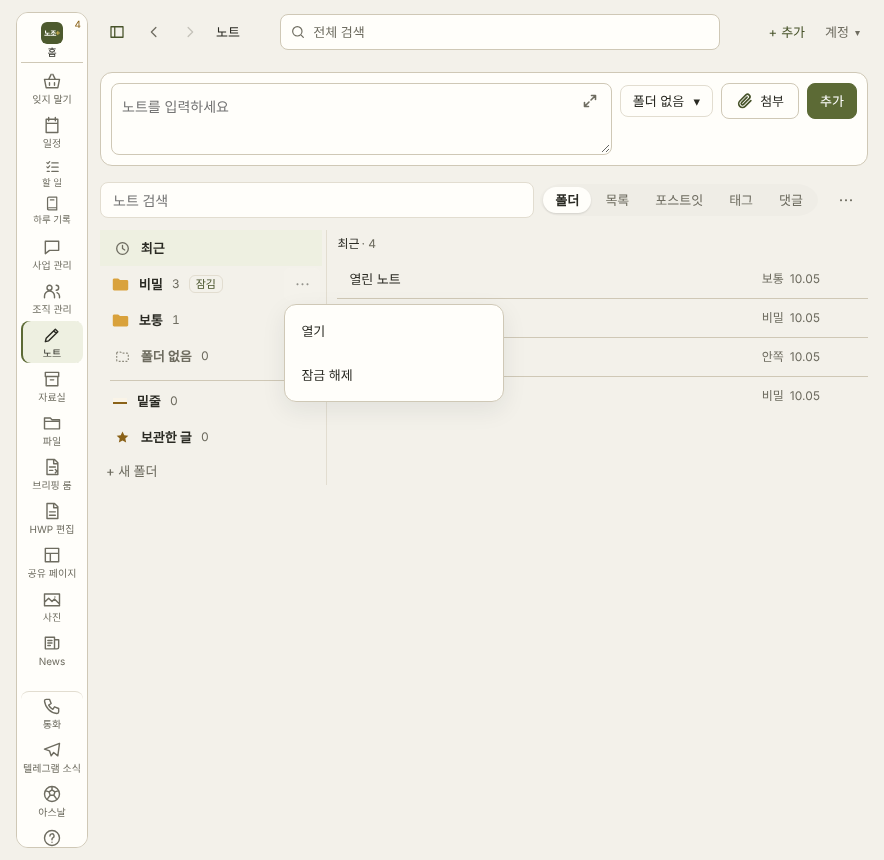 노조+
4
홈
잊지 말기
일정
할 일
하루 기록
사업 관리
조직 관리
노트
자료실
파일
브리핑 룸
HWP 편집
공유 페이지
사진
News
통화
텔레그램 소식
아스날
노트
전체 검색
+ 추가
계정 ▾
노트를 입력하세요
폴더 없음 ▾
첨부
추가
노트 검색
폴더
목록
포스트잇
태그
댓글
···
최근
비밀 3 잠김 ···
보통 1
폴더 없음 0
밑줄 0
보관한 글 0
+ 새 폴더
열기
잠금 해제
최근 · 4
열린 노트 보통 10.05
비밀 10.05
안쪽 10.05
비밀 10.05